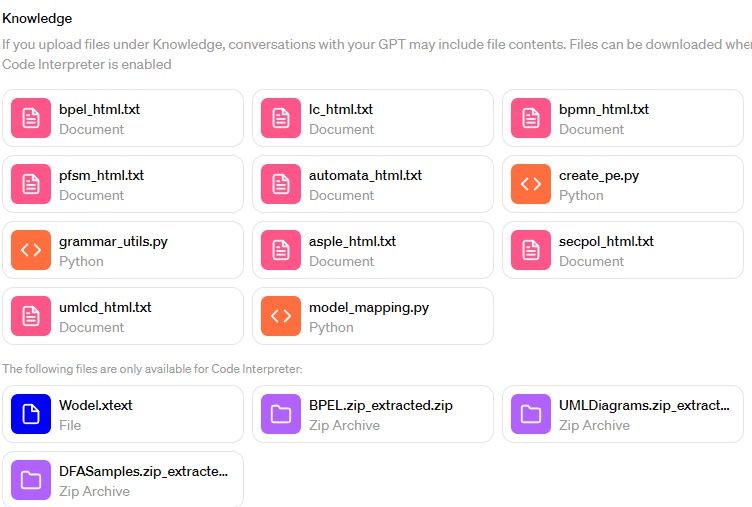 Knowledge
If you upload files under Knowledge, conversations with your GPT may include file contents. Files can be downloaded when
Code Interpreter is enabled
bpel_html.txt
Document
lc_html.txt
Document
bpmn_html.txt
Document
pfsm_html.txt
Document
automata_html.txt
Document
create_pe.py
Python
grammar_utils.py
Python
asple_html.txt
Document
secpol_html.txt
Document
umlcd_html.txt
Document
model_mapping.py
Python
The following files are only available for Code Interpreter:
Wodel.xtext
File
BPEL.zip_extracted.zip
Zip Archive
UMLDiagrams.zip_extract...
Zip Archive
DFASamples.zip_extracte...
Zip Archive